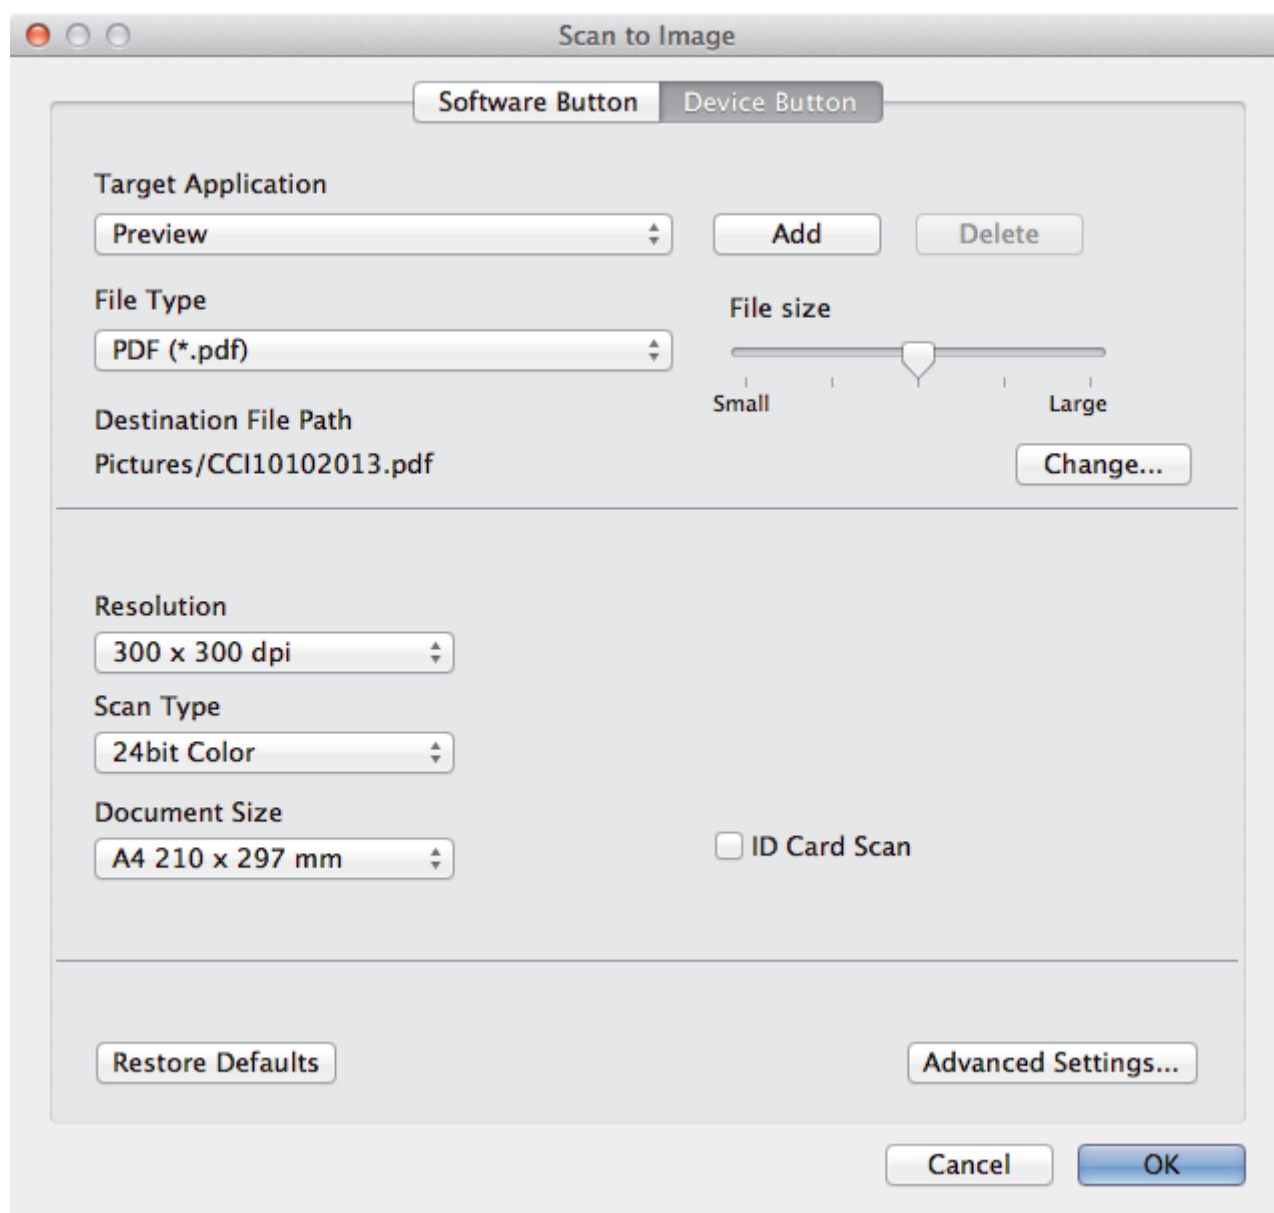 Scan to Image
Software Button
Device Button
Target Application
Preview
Add
Delete
File Type
File size
PDF (*.pdf)
Small
Large
Destination File Path
Pictures/CCI10102013.pdf
Change...
Resolution
300 x 300 dpi
Scan Type
24bit Color
Document Size
A4 210 x 297 mm
ID Card Scan
Restore Defaults
Advanced Settings...
Cancel
OK